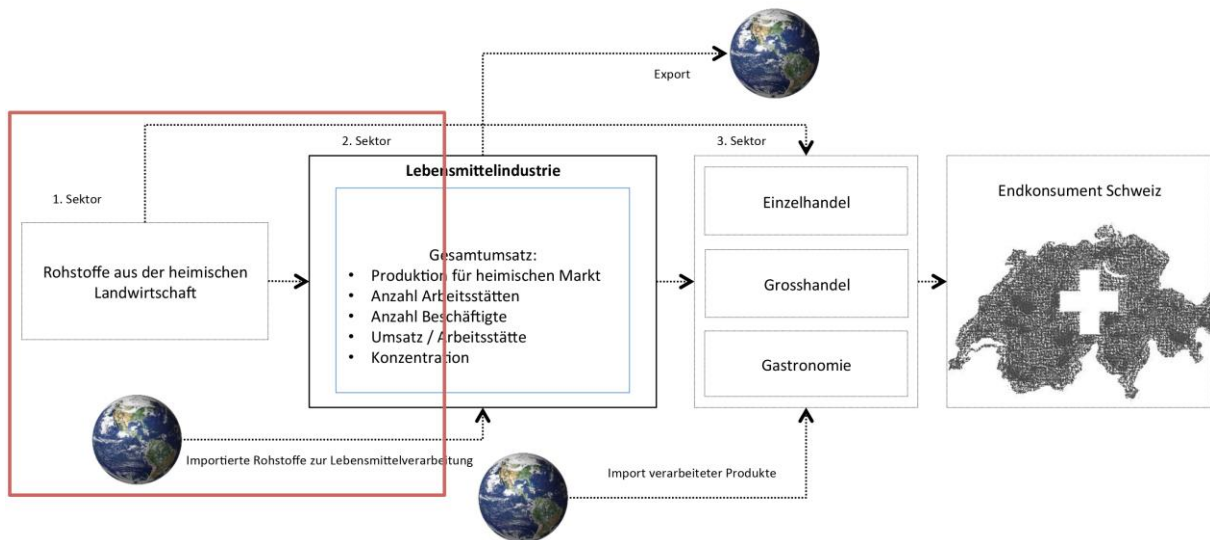 Export
2. Sektor
3. Sektor
Lebensmittelindustrie
1. Sektor
Rohstoffe aus der heimischen
Landwirtschaft
Gesamtumsatz:
• Produktion für heimischen Markt
• Anzahl Arbeitsstätten
• Anzahl Beschäftigte
• Umsatz / Arbeitsstätte
• Konzentration
Einzelhandel
Grosshandel
Gastronomie
Endkonsument Schweiz
Importierte Rohstoffe zur Lebensmittelverarbeitung
Import verarbeiteter Produkte